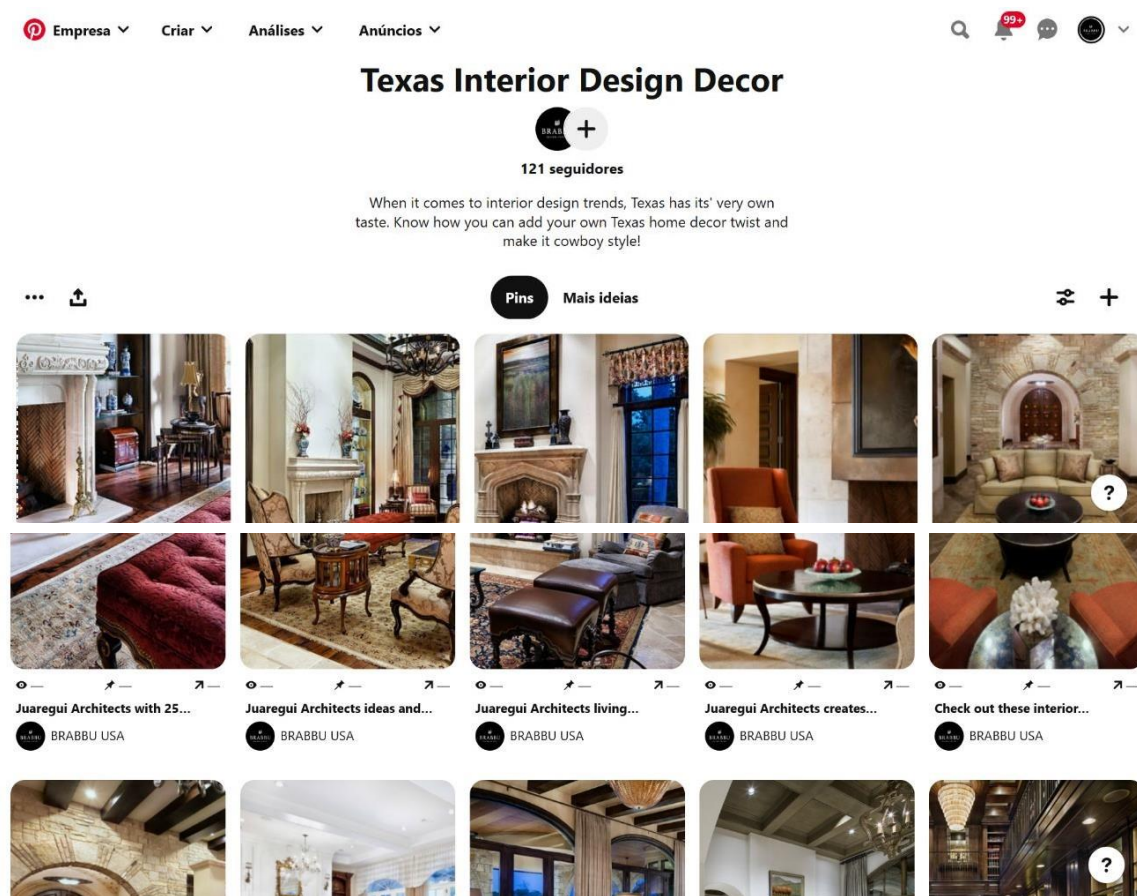 Empresa Criar Análises Anúncios 99+
Texas Interior Design Decor
BRAB
121 seguidores
When it comes to interior design trends, Texas has its' very own
taste. Know how you can add your own Texas home decor twist and
make it cowboy style!
Pins Mais ideias
?
Juaregui Architects with 25... Juaregui Architects ideas and... Juaregui Architects living... Juaregui Architects creates... Check out these interior...
BRABBU USA BRABBU USA BRABBU USA BRABBU USA BRABBU USA
?